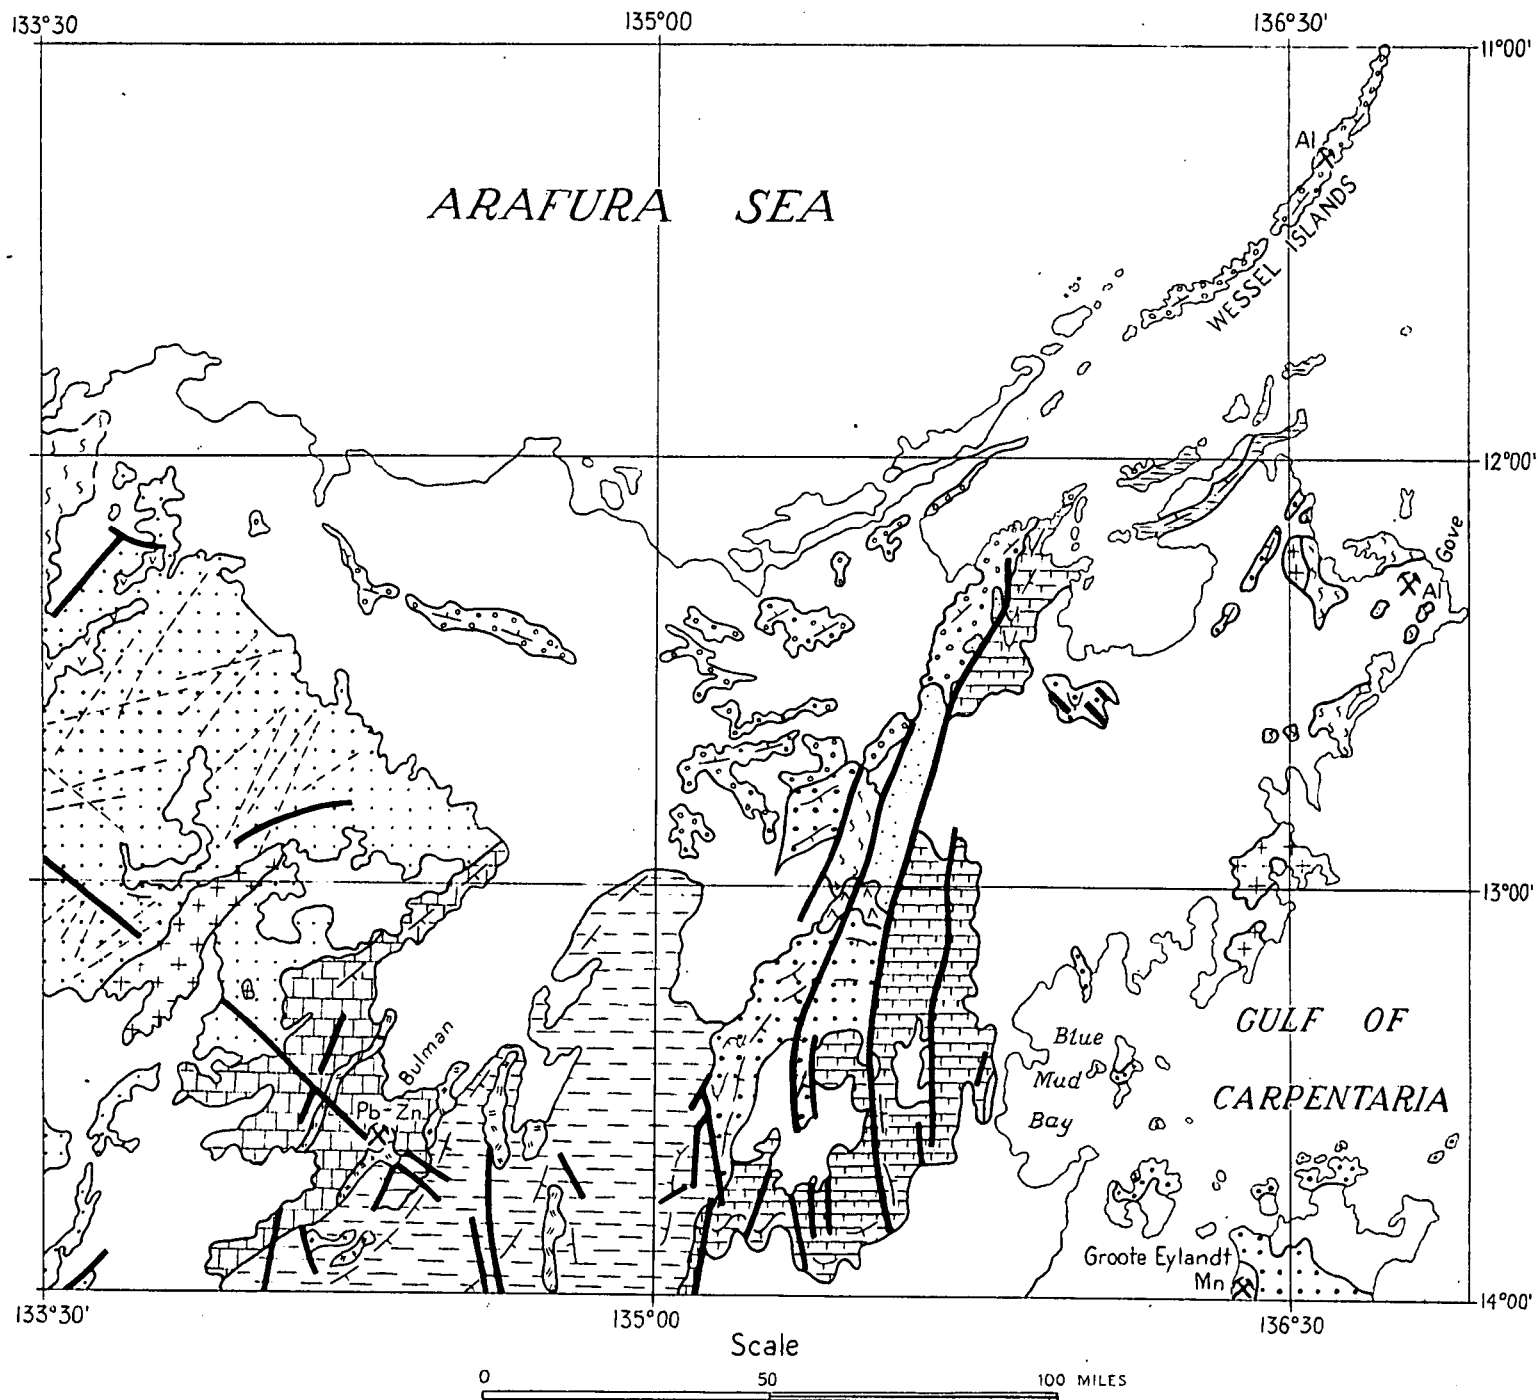 133°30 135°00 136°30'
11°00'
Al
ARAFURA SEA
WESSEL ISLANDS
12°00'
Gove
Al
13°00'
GULF OF
Blue
Bulman
Mud
CARPENTARIA
Pb-Zn
Bay
Groote Eylandt
Mn
14°00'
133°30' 135°00 136°30
Scale
0 50 100 MILES